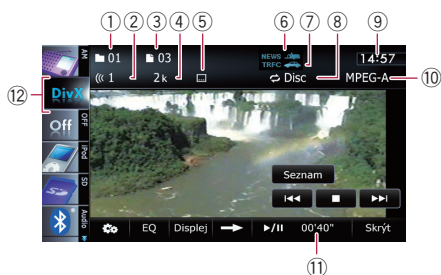 ① ② ③ ④ ⑤ ⑥ ⑦ ⑧ ⑨
AM 01 03 NEWS TRFC 14:57
1 2k Disc MPEG-A ⑩
⑫ DivX
Off OFF
iPod
Seznam
SD
Audio EQ Displej 00'40" Skrýt
⑪